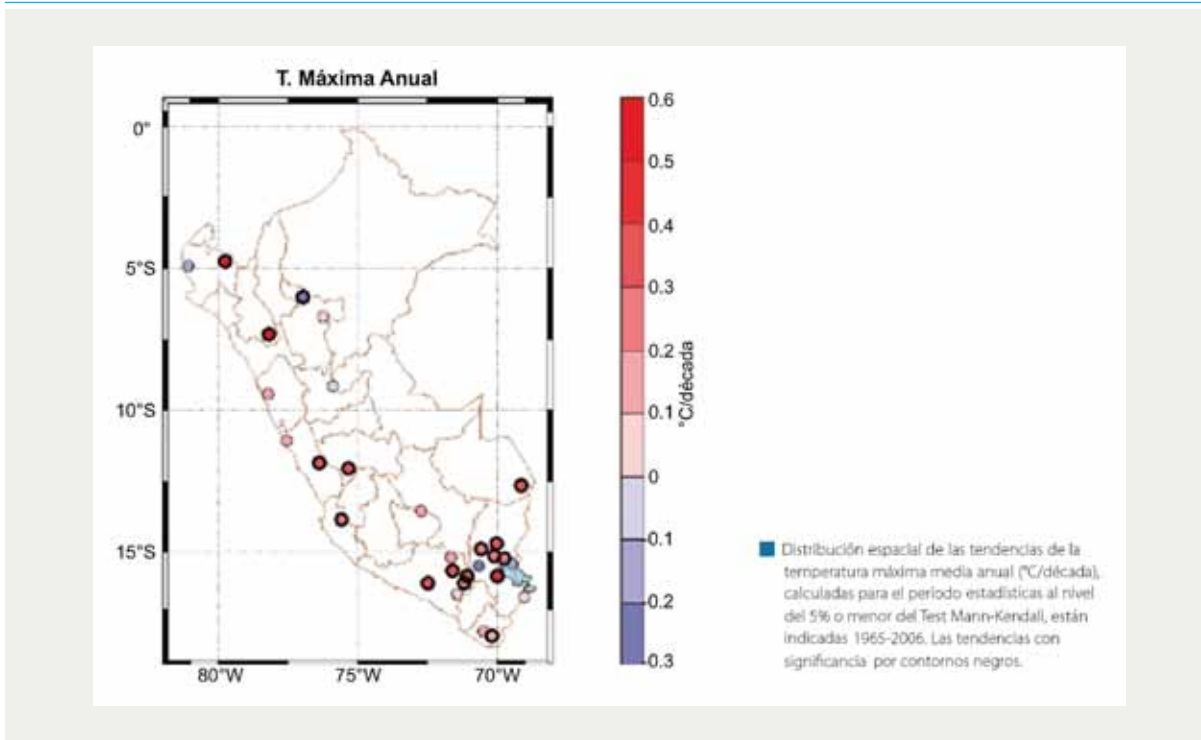 T. Máxima Anual
0°
5°S
10°S
15°S
80°W
75°W
70°W
0.6
0.5
0.4
0.3
0.2
0.1
0
0.1
0.2
0.3
°C/década
Distribución espacial de las tendencias de la
temperatura máxima media anual (°C/década),
calculadas para el periodo estadísticas al nivel
del 5% o menor del Test Mann-Kendall, están
indicadas 1965-2006. Las tendencias con
significancia por contornos negros.